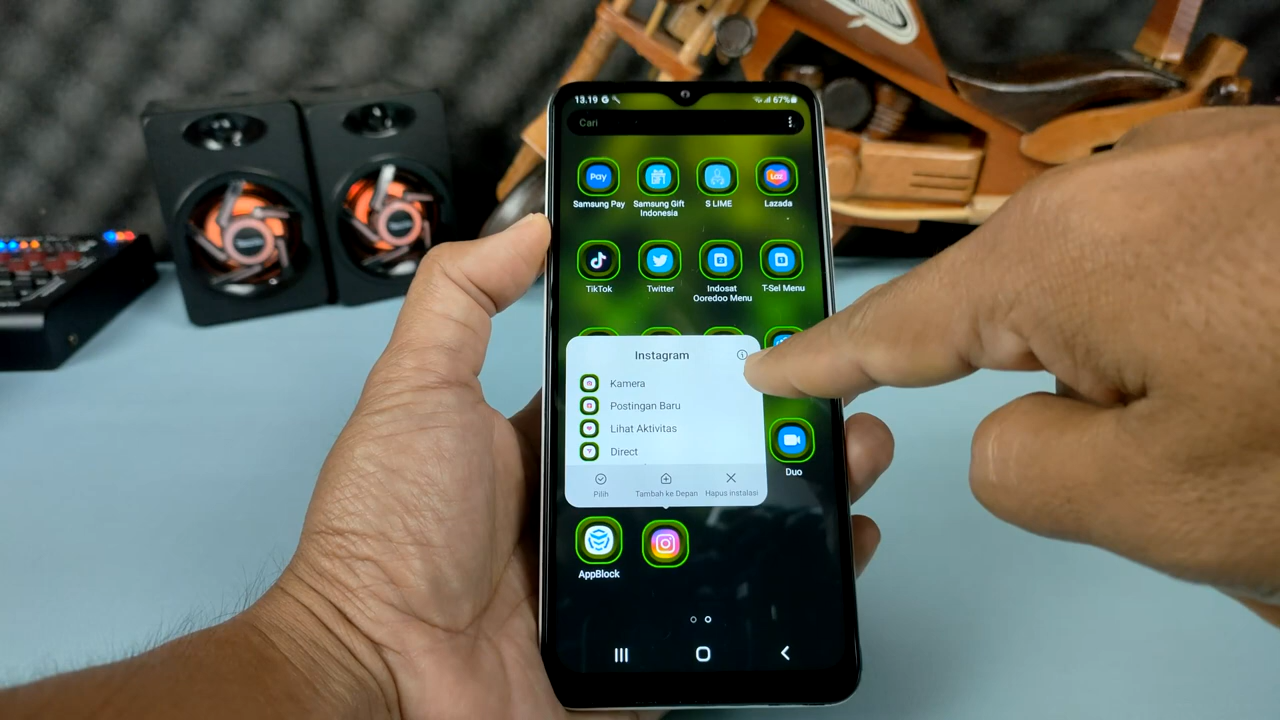 13.19 G
67%
Cari
Pay
Laz
Samsung Pay
Samsung Gift
Indonesia
S LIME
Lazada
TikTok
Twitter
Indosat
Ooredoo Menu
T-Sel Menu
Instagram
Kamera
Postingan Baru
Lihat Aktivitas
Direct
Pilih
Tambah ke Depan
Hapus instalasi
Duo
AppBlock